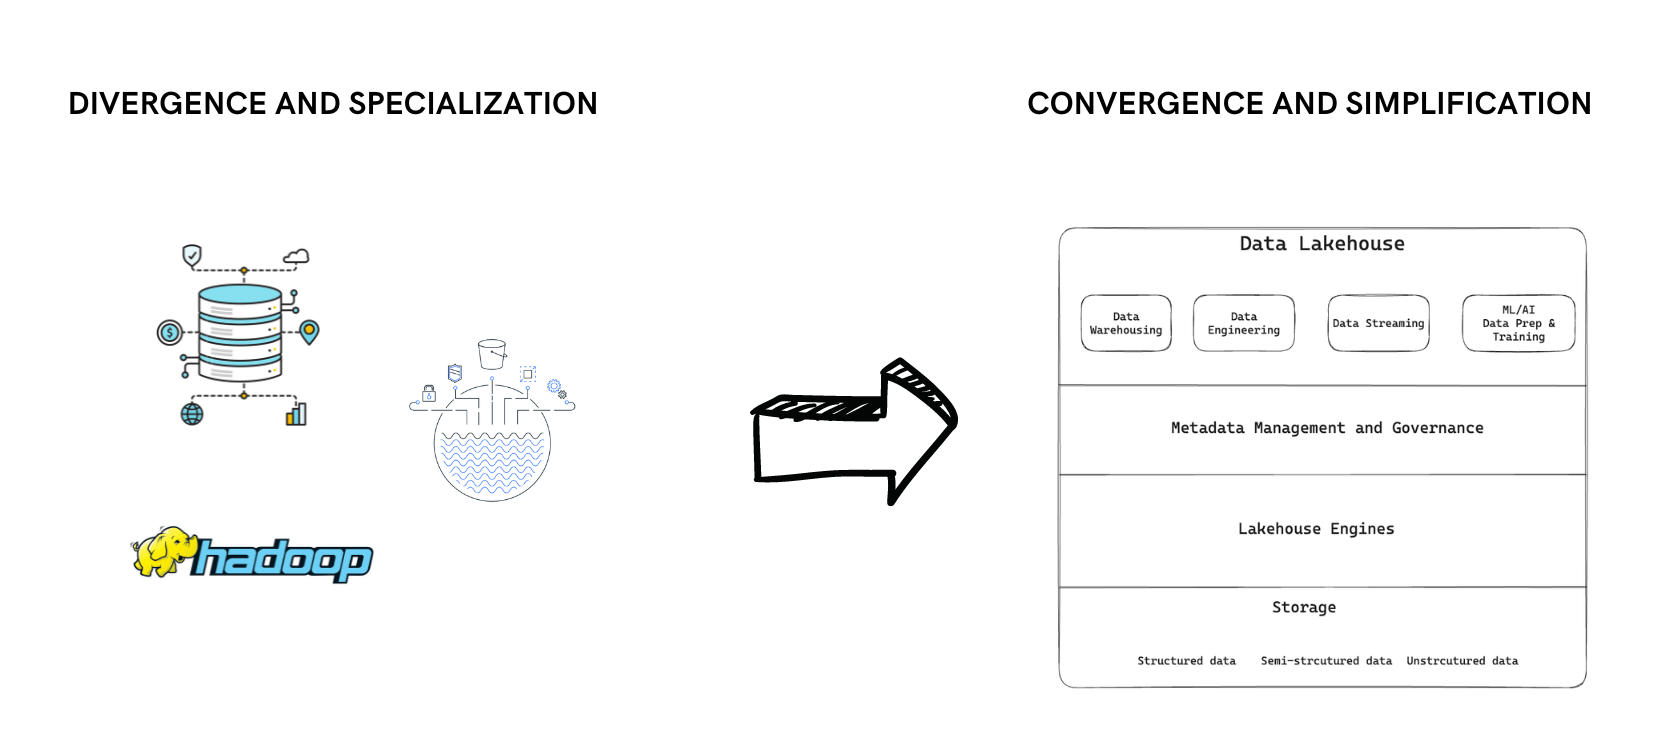 DIVERGENCE AND SPECIALIZATION
CONVERGENCE AND SIMPLIFICATION
hadoop
Data Lakehouse
Data
Warehousing
Data
Engineering
Data Streaming
ML/AI
Data Prep &
Training
Metadata Management and Governance
Lakehouse Engines
Storage
Structured data
Semi-strcutured data
Unstrcutured data
$